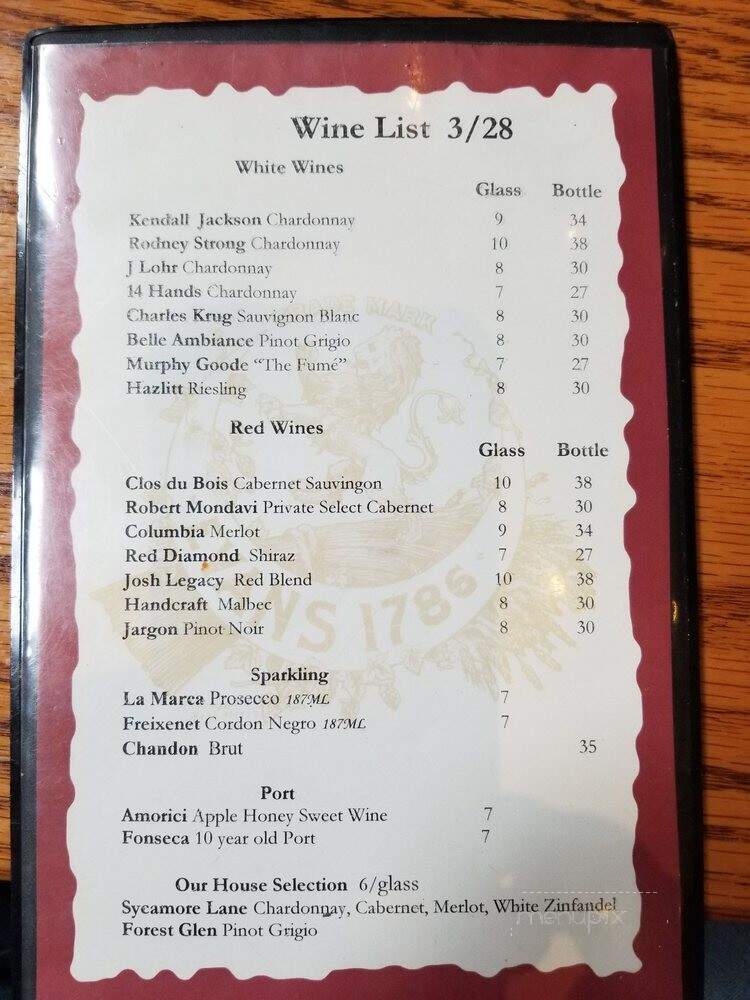 Wine List 3/28
White Wines
Glass Bottle
Kendall Jackson Chardonnay 9 34
Rodney Strong Chardonnay 10 38
J Lohr Chardonnay 8 30
14 Hands Chardonnay 7 27
Charles Krug Sauvignon Blanc 8 30
Belle Ambiance Pinot Grigio 8 30
Murphy Goode "The Fumé" 7 27
Hazlitt Riesling 8 30
Red Wines
Glass Bottle
Clos du Bois Cabernet Sauvingon 10 38
Robert Mondavi Private Select Cabernet 8 30
Columbia Merlot 9 34
Red Diamond Shiraz 7 27
Josh Legacy Red Blend 10 38
Handcraft Malbec 8 30
Jargon Pinot Noir 8 30
Sparkling
La Marca Prosecco 187ML 7
Freixenet Cordon Negro 187ML 7
Chandon Brut 35
Port
Amorici Apple Honey Sweet Wine 7
Fonseca 10 year old Port 7
Our House Selection 6/glass
Sycamore Lane Chardonnay, Cabernet, Merlot, White Zinfandel
Forest Glen Pinot Grigio
TRADE MARK
NS 1786
menupix